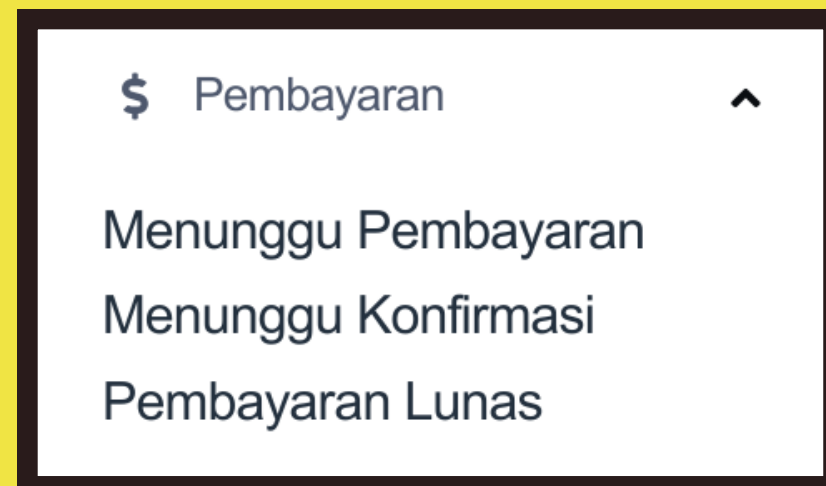 $ Pembayaran
Menunggu Pembayaran
Menunggu Konfirmasi
Pembayaran Lunas